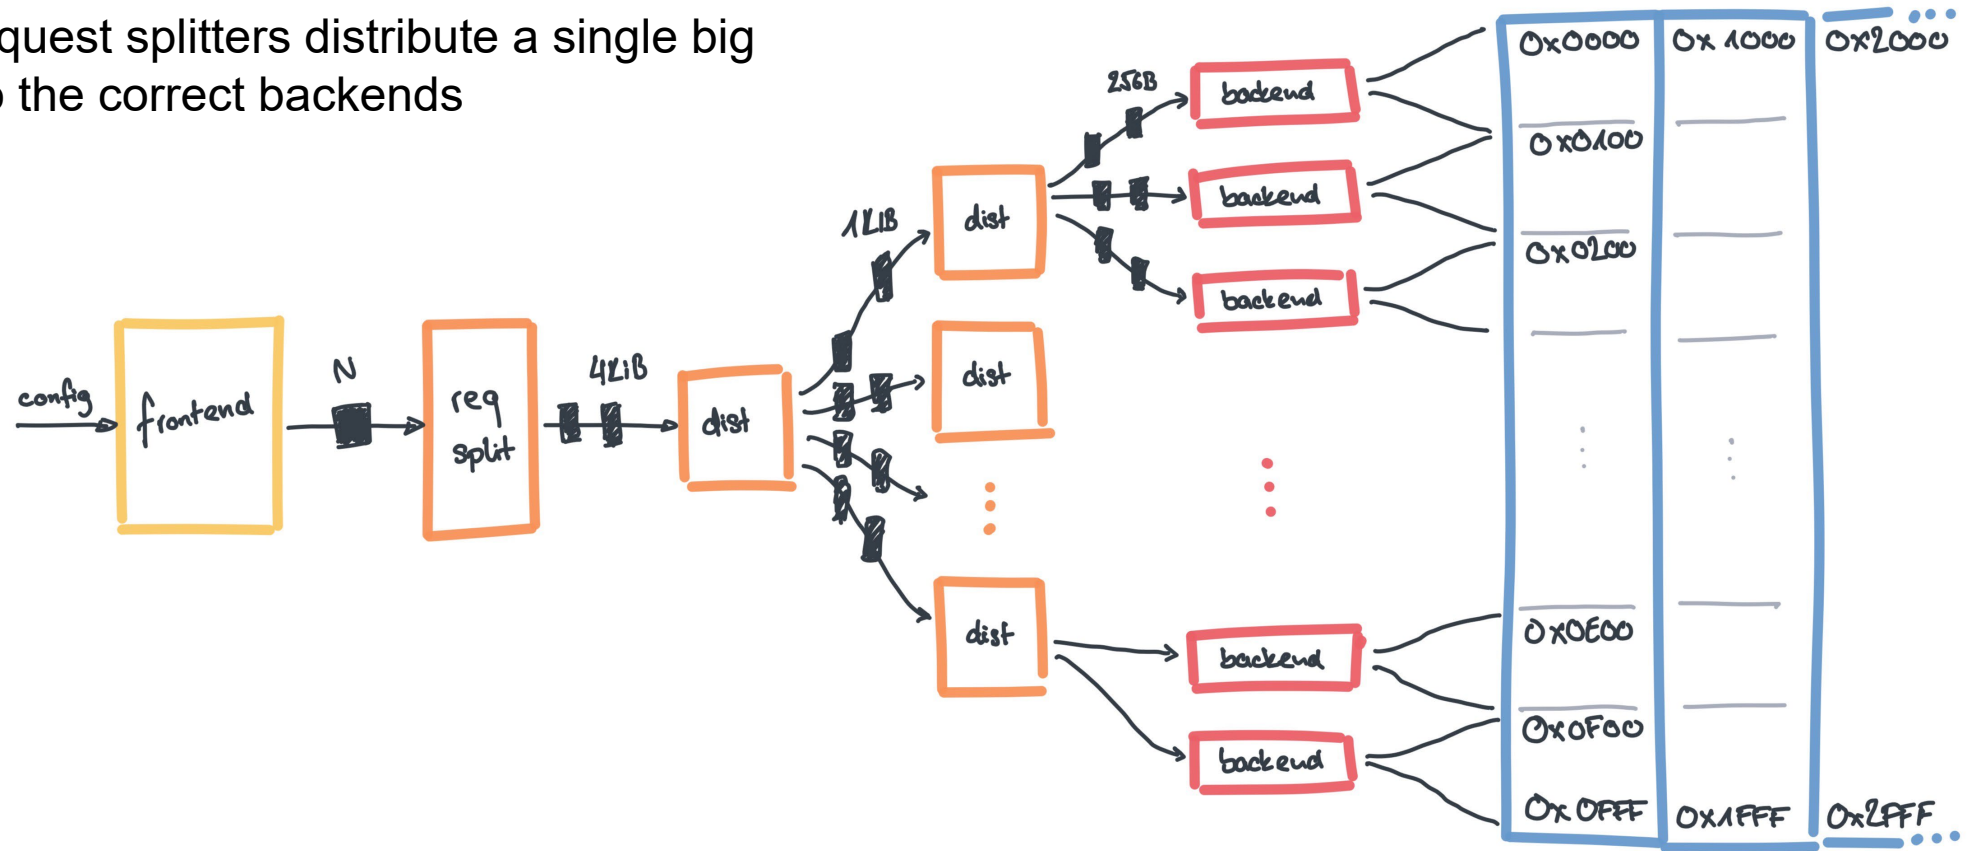 quest splitters distribute a single big
o the correct backends
config
frontend
N
req
split
4KiB
dist
1KiB
dist
dist
dist
256B
backend
backend
backend
backend
backend
0x0000
0x1000
0x2000
0x0100
0x0200
0x0E00
0x0F00
0x0FFF
0x1FFF
0x2FFF